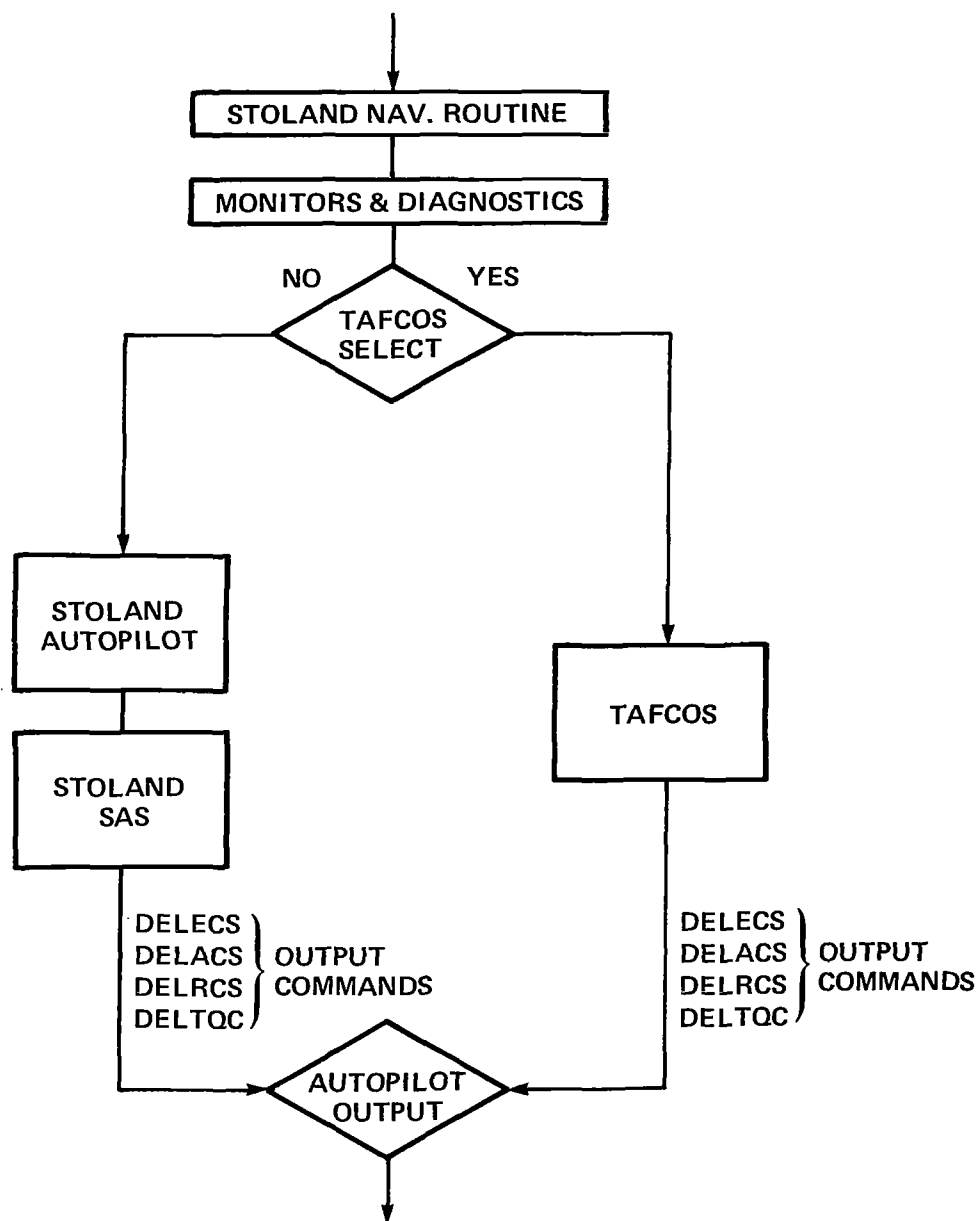 STOLAND NAV. ROUTINE
MONITORS & DIAGNOSTICS
NO
YES
TAFCOS
SELECT
STOLAND
AUTOPILOT
STOLAND
SAS
TAFCOS
DELECS
DELACS
DELRCS
DELTQC
OUTPUT
COMMANDS
DELECS
DELACS
DELRCS
DELTQC
OUTPUT
COMMANDS
AUTOPILOT
OUTPUT